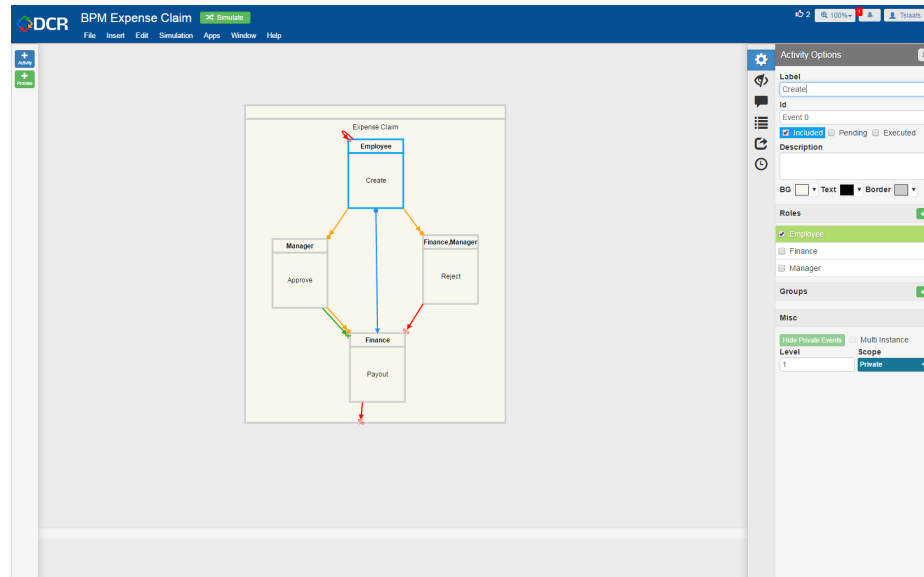 DCR
BPM Expense Claim
Simulate
2
100%
1
Tslaats
File Insert Edit Simulation Apps Window Help
Activity
Process
Activity Options
Label
Create
Id
Event 0
Included Pending Executed
Description
BG Text Border
Roles
Employee
Finance
Manager
Groups
Misc
Hide Private Events Multi Instance
Level Scope
1 Private
Expense Claim
Employee
Create
Manager
Approve
Finance,Manager
Reject
Finance
Payout
%
%